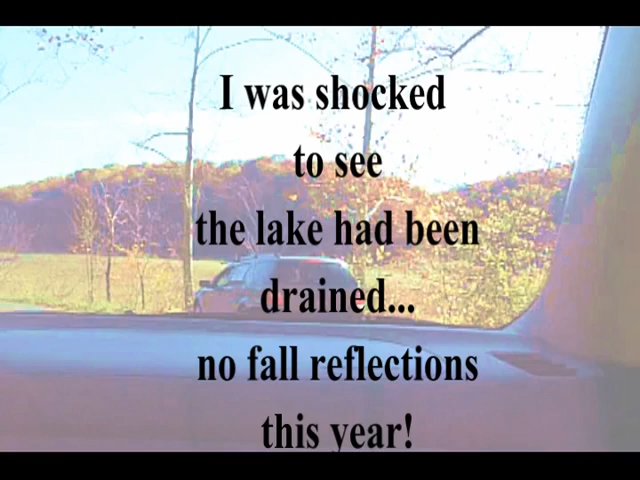 I was shocked
to see
the lake had been
drained...
no fall reflections
this year!